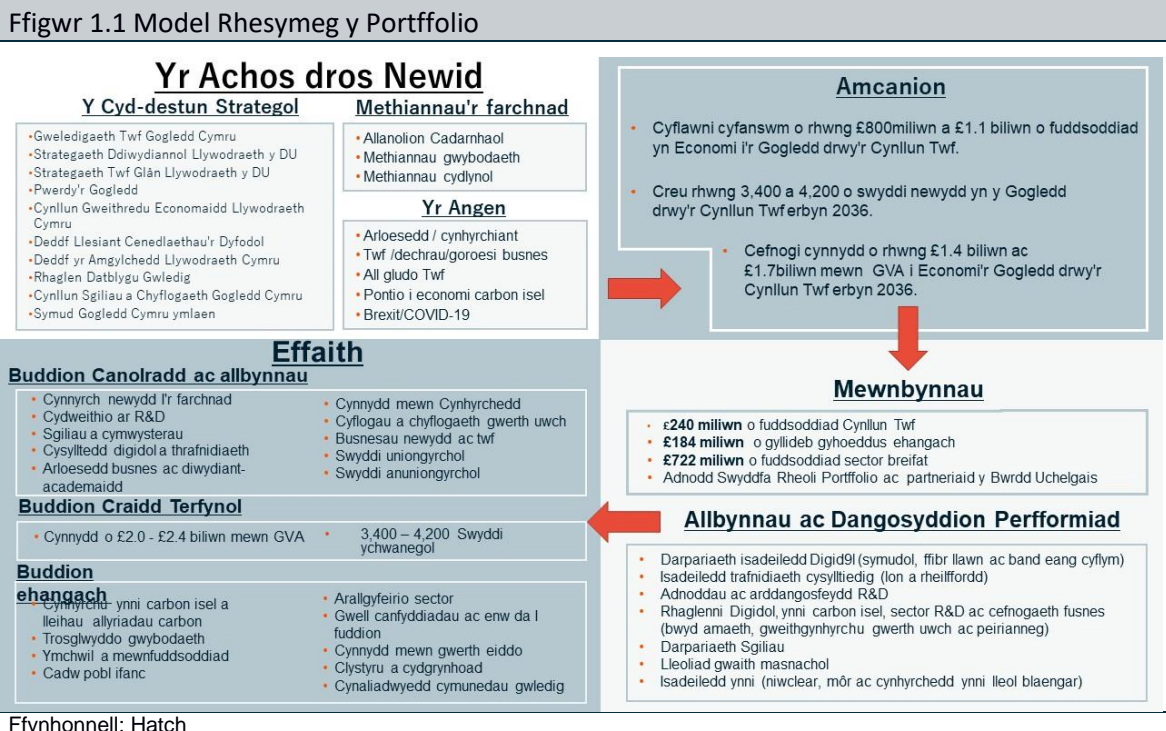 Ffigwr 1.1 Model Rhesymeg y Portffolio
Yr Achos dros Newid
Y Cyd-destun Strategol
•Gweledigaeth Twf Gogledd Cymru
•Strategaeth Ddiwydiannol Llywodraeth y DU
•Strategaeth Twf Glân Llywodraeth y DU
•Pwerdy'r Gogledd
•Cynllun Gweithredu Economaidd Llywodraeth
Cymru
•Deddf Llesiant Cenedlaethau'r Dyfodol
•Deddf yr Amgylchedd Llywodraeth Cymru
•Rhaglen Datblygu Gwledig
•Cynllun Sgiliau a Chyflogaeth Gogledd Cymru
•Symud Gogledd Cymru ymlaen
Methiannau'r farchnad
• Allanolion Cadarnhaol
• Methiannau gwybodaeth
• Methiannau cydlynol
Yr Angen
• Arloesedd / cynhyrchiant
• Twf /dechrau/goroesi busnes
• All gludo Twf
• Pontio i economi carbon isel
• Brexit/COVID-19
Amcanion
• Cyflawni cyfanswm o rhwng £800miliwn a £1.1 biliwn o fuddsoddiad
yn Economi i'r Gogledd drwy'r Cynllun Twf.
• Creu rhwng 3,400 a 4,200 o swyddi newydd yn y Gogledd
drwy'r Cynllun Twf erbyn 2036.
• Cefnogi cynnydd o rhwng £1.4 biliwn ac
£1.7biliwn mewn GVA i Economi'r Gogledd drwy'r
Cynllun Twf erbyn 2036.
Mewnbynnau
• £240 miliwn o fuddsoddiad Cynllun Twf
• £184 miliwn o gyllideb gyhoeddus ehangach
• £722 miliwn o fuddsoddiad sector breifat
• Adnodd Swyddfa Rheoli Portffolio ac partneriaid y Bwrdd Uchelgais
Allbynnau ac Dangosyddion Perfformiad
• Darpariaeth isadeiledd Digid9l (symudol, ffibr llawn ac band eang cyflym)
• Isadeiledd trafnidiaeth cysylltiedig (lon a rheilffordd)
• Adnoddau ac arddangosfeydd R&D
• Rhaglenni Digidol, ynni carbon isel, sector R&D ac cefnogaeth fusnes
(bwyd amaeth, gweithgynhyrchu gwerth uwch ac peirianneg)
• Darpariaeth Sgiliau
• Lleoliad gwaith masnachol
• Isadeiledd ynni (niwclear, môr ac cynhyrchedd ynni lleol blaengar)
Effaith
Buddion Canolradd ac allbynnau
• Cynnyrch newydd I'r farchnad
• Cydweithio ar R&D
• Sgiliau a cymwysterau
• Cysylltedd digidol a thrafnidiaeth
• Arloesedd busnes ac diwydiant-
academaidd
• Cynnydd mewn Cynhyrchedd
• Cyflogau a chyflogaeth gwerth uwch
• Busnesau newydd ac twf
• Swyddi uniongyrchol
• Swyddi anuniongyrchol
Buddion Craidd Terfynol
• Cynnydd o £2.0 - £2.4 biliwn mewn GVA
• 3,400 – 4,200 Swyddi
ychwanegol
Buddion
ehangach
• Cynhyrchu ynni carbon isel a
lleihau allyriadau carbon
• Trosglwyddo gwybodaeth
• Ymchwil a mewnfuddsoddiad
• Cadw pobl ifanc
• Arallgyfeirio sector
• Gwell canfyddiadau ac enw da I
fuddion
• Cynnydd mewn gwerth eiddo
• Clystyru a cydgrynhoad
• Cynaliadwyedd cymunedau gwledig
Ffynhonnell: Hatch